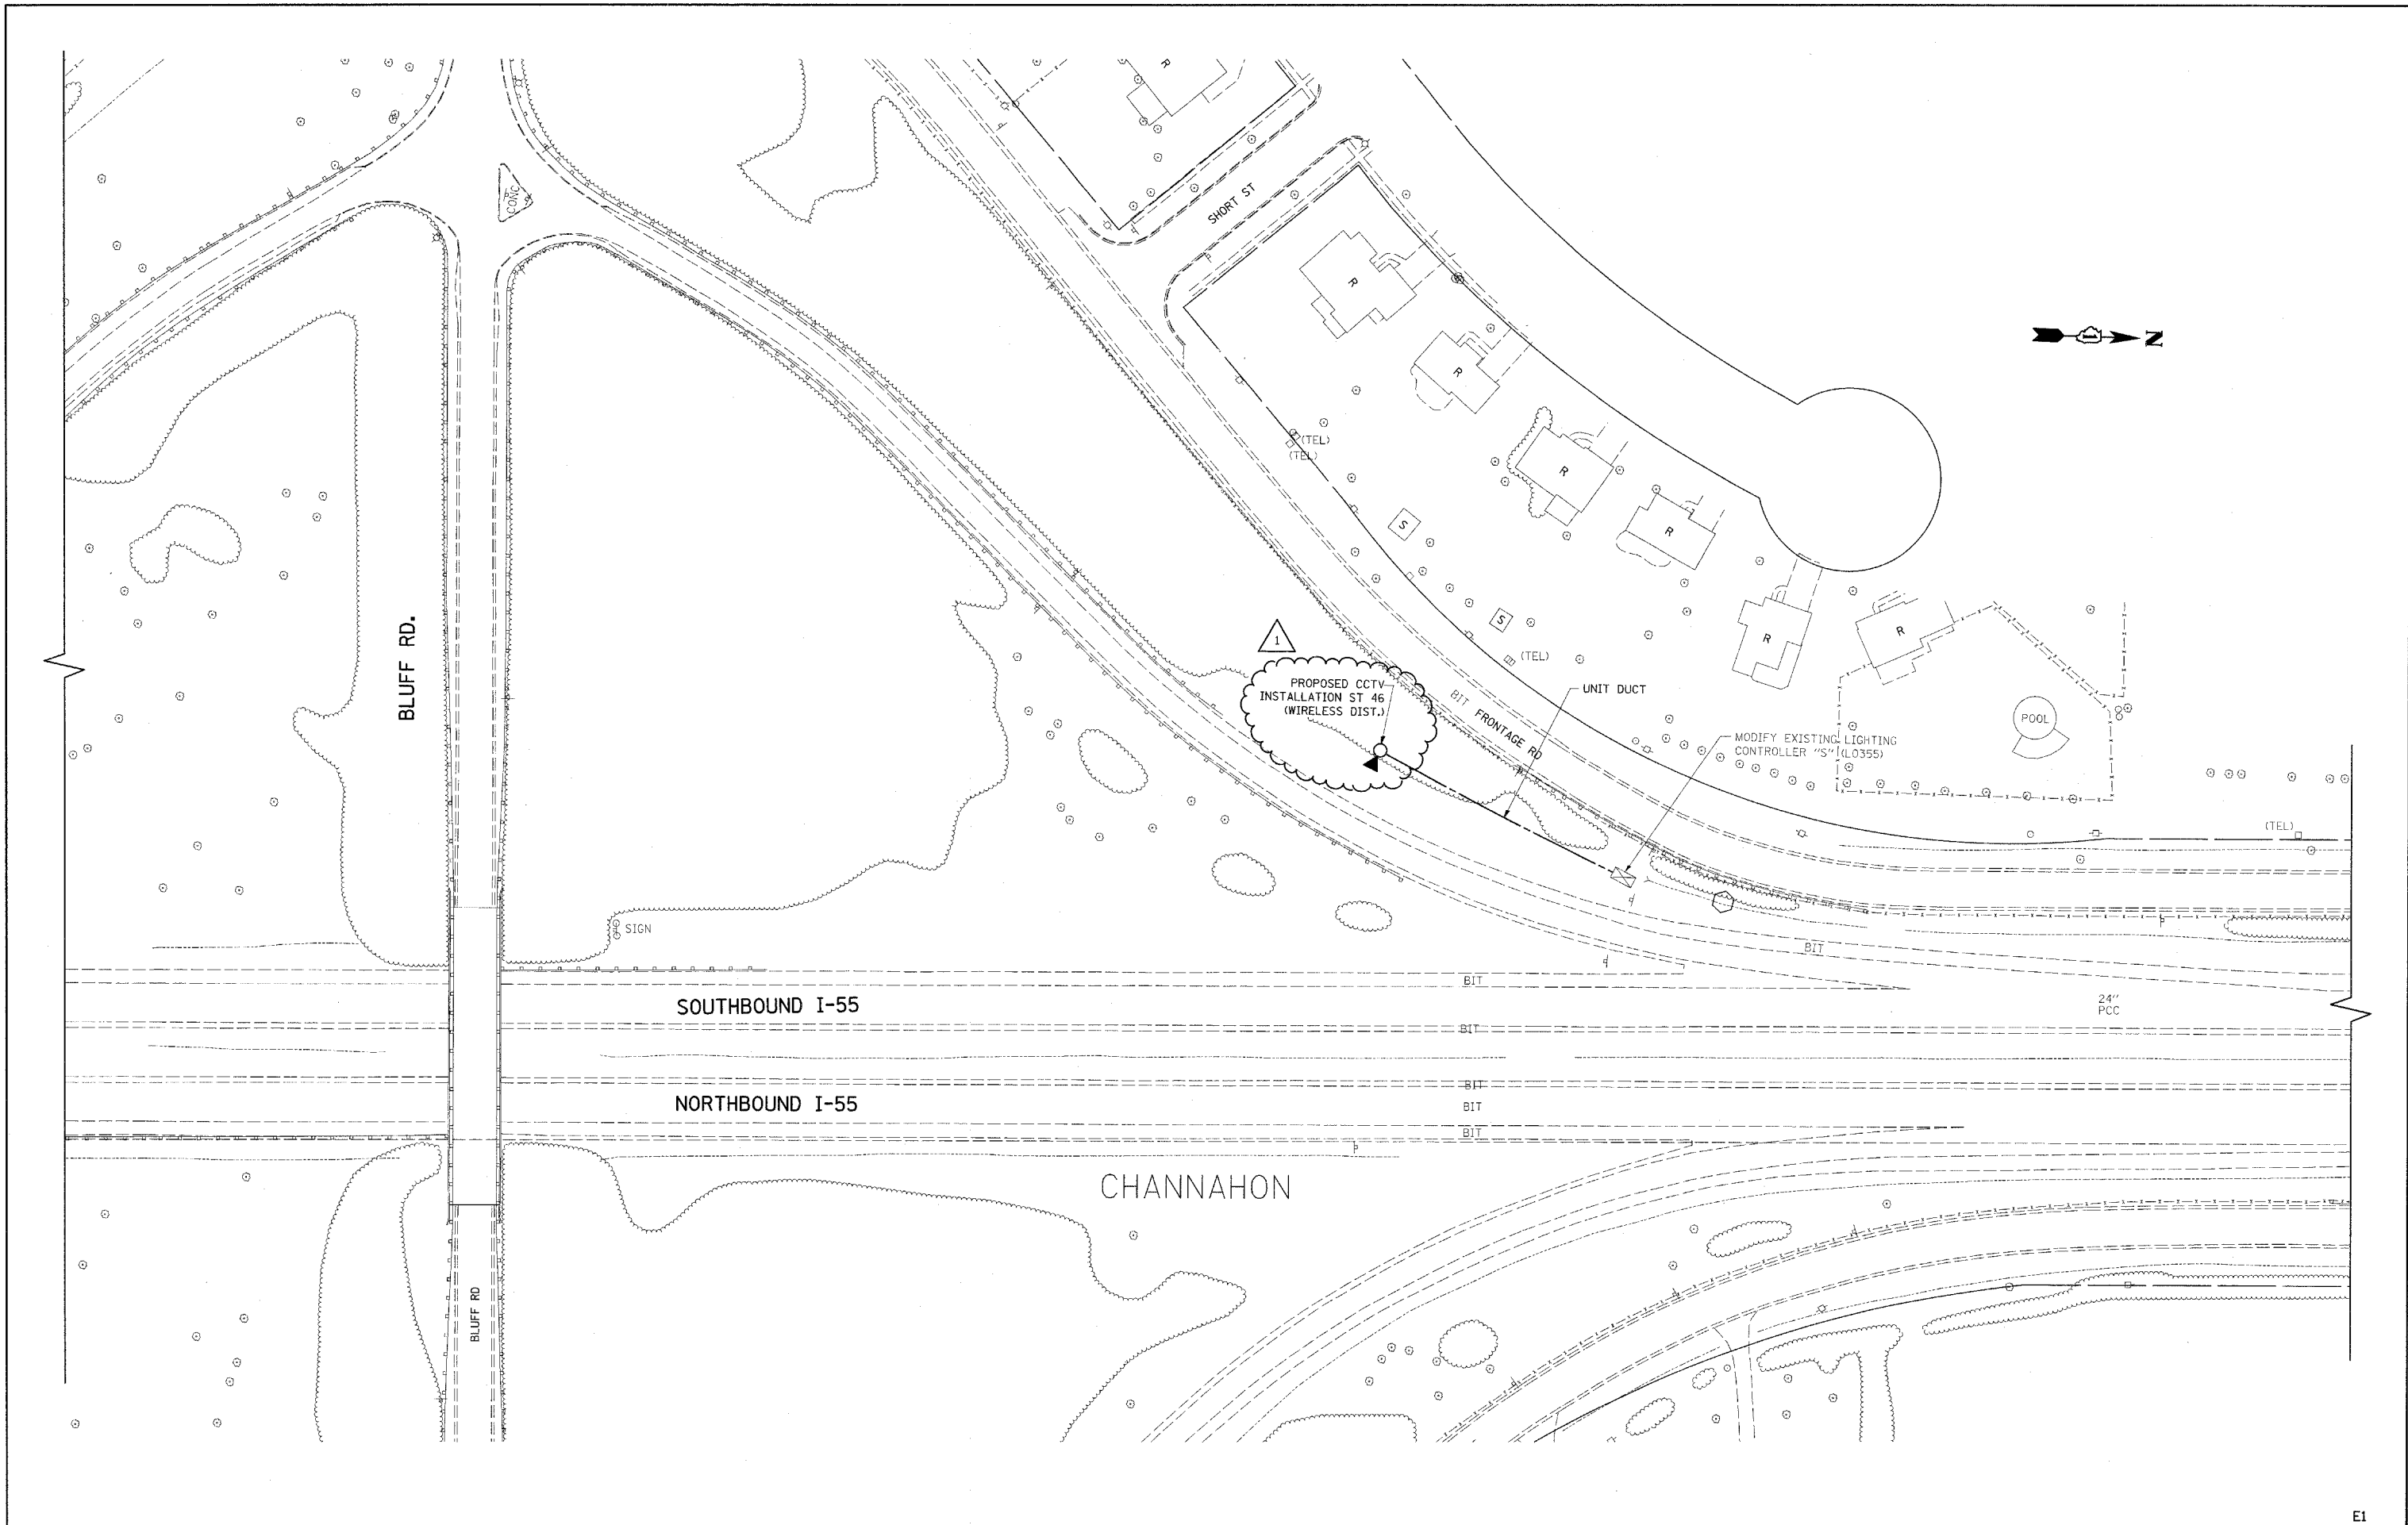 R
CONC
SHORT ST
R
N
R
(TEL)
(TEL)
R
S
R
S
(TEL)
R
R
BLUFF RD.
1
PROPOSED CCTV
INSTALLATION ST 46
(WIRELESS DIST.)
UNIT DUCT
BIT
FRONTAGE RD
POOL
MODIFY EXISTING LIGHTING
CONTROLLER "S" (L0355)
(TEL)
SIGN
BIT
BIT
SOUTHBOUND I-55
24"
PCC
BIT
BIT
NORTHBOUND I-55
BIT
BIT
CHANNAHON
BLUFF RD
E1